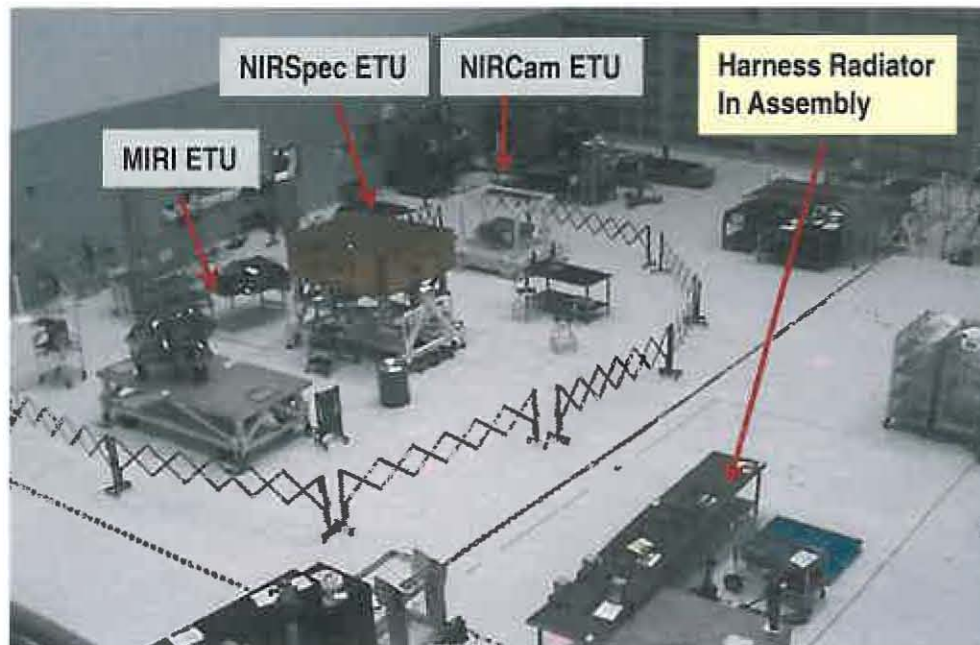 NIRSpec ETU
NIRCam ETU
Harness Radiator
In Assembly
MIRI ETU